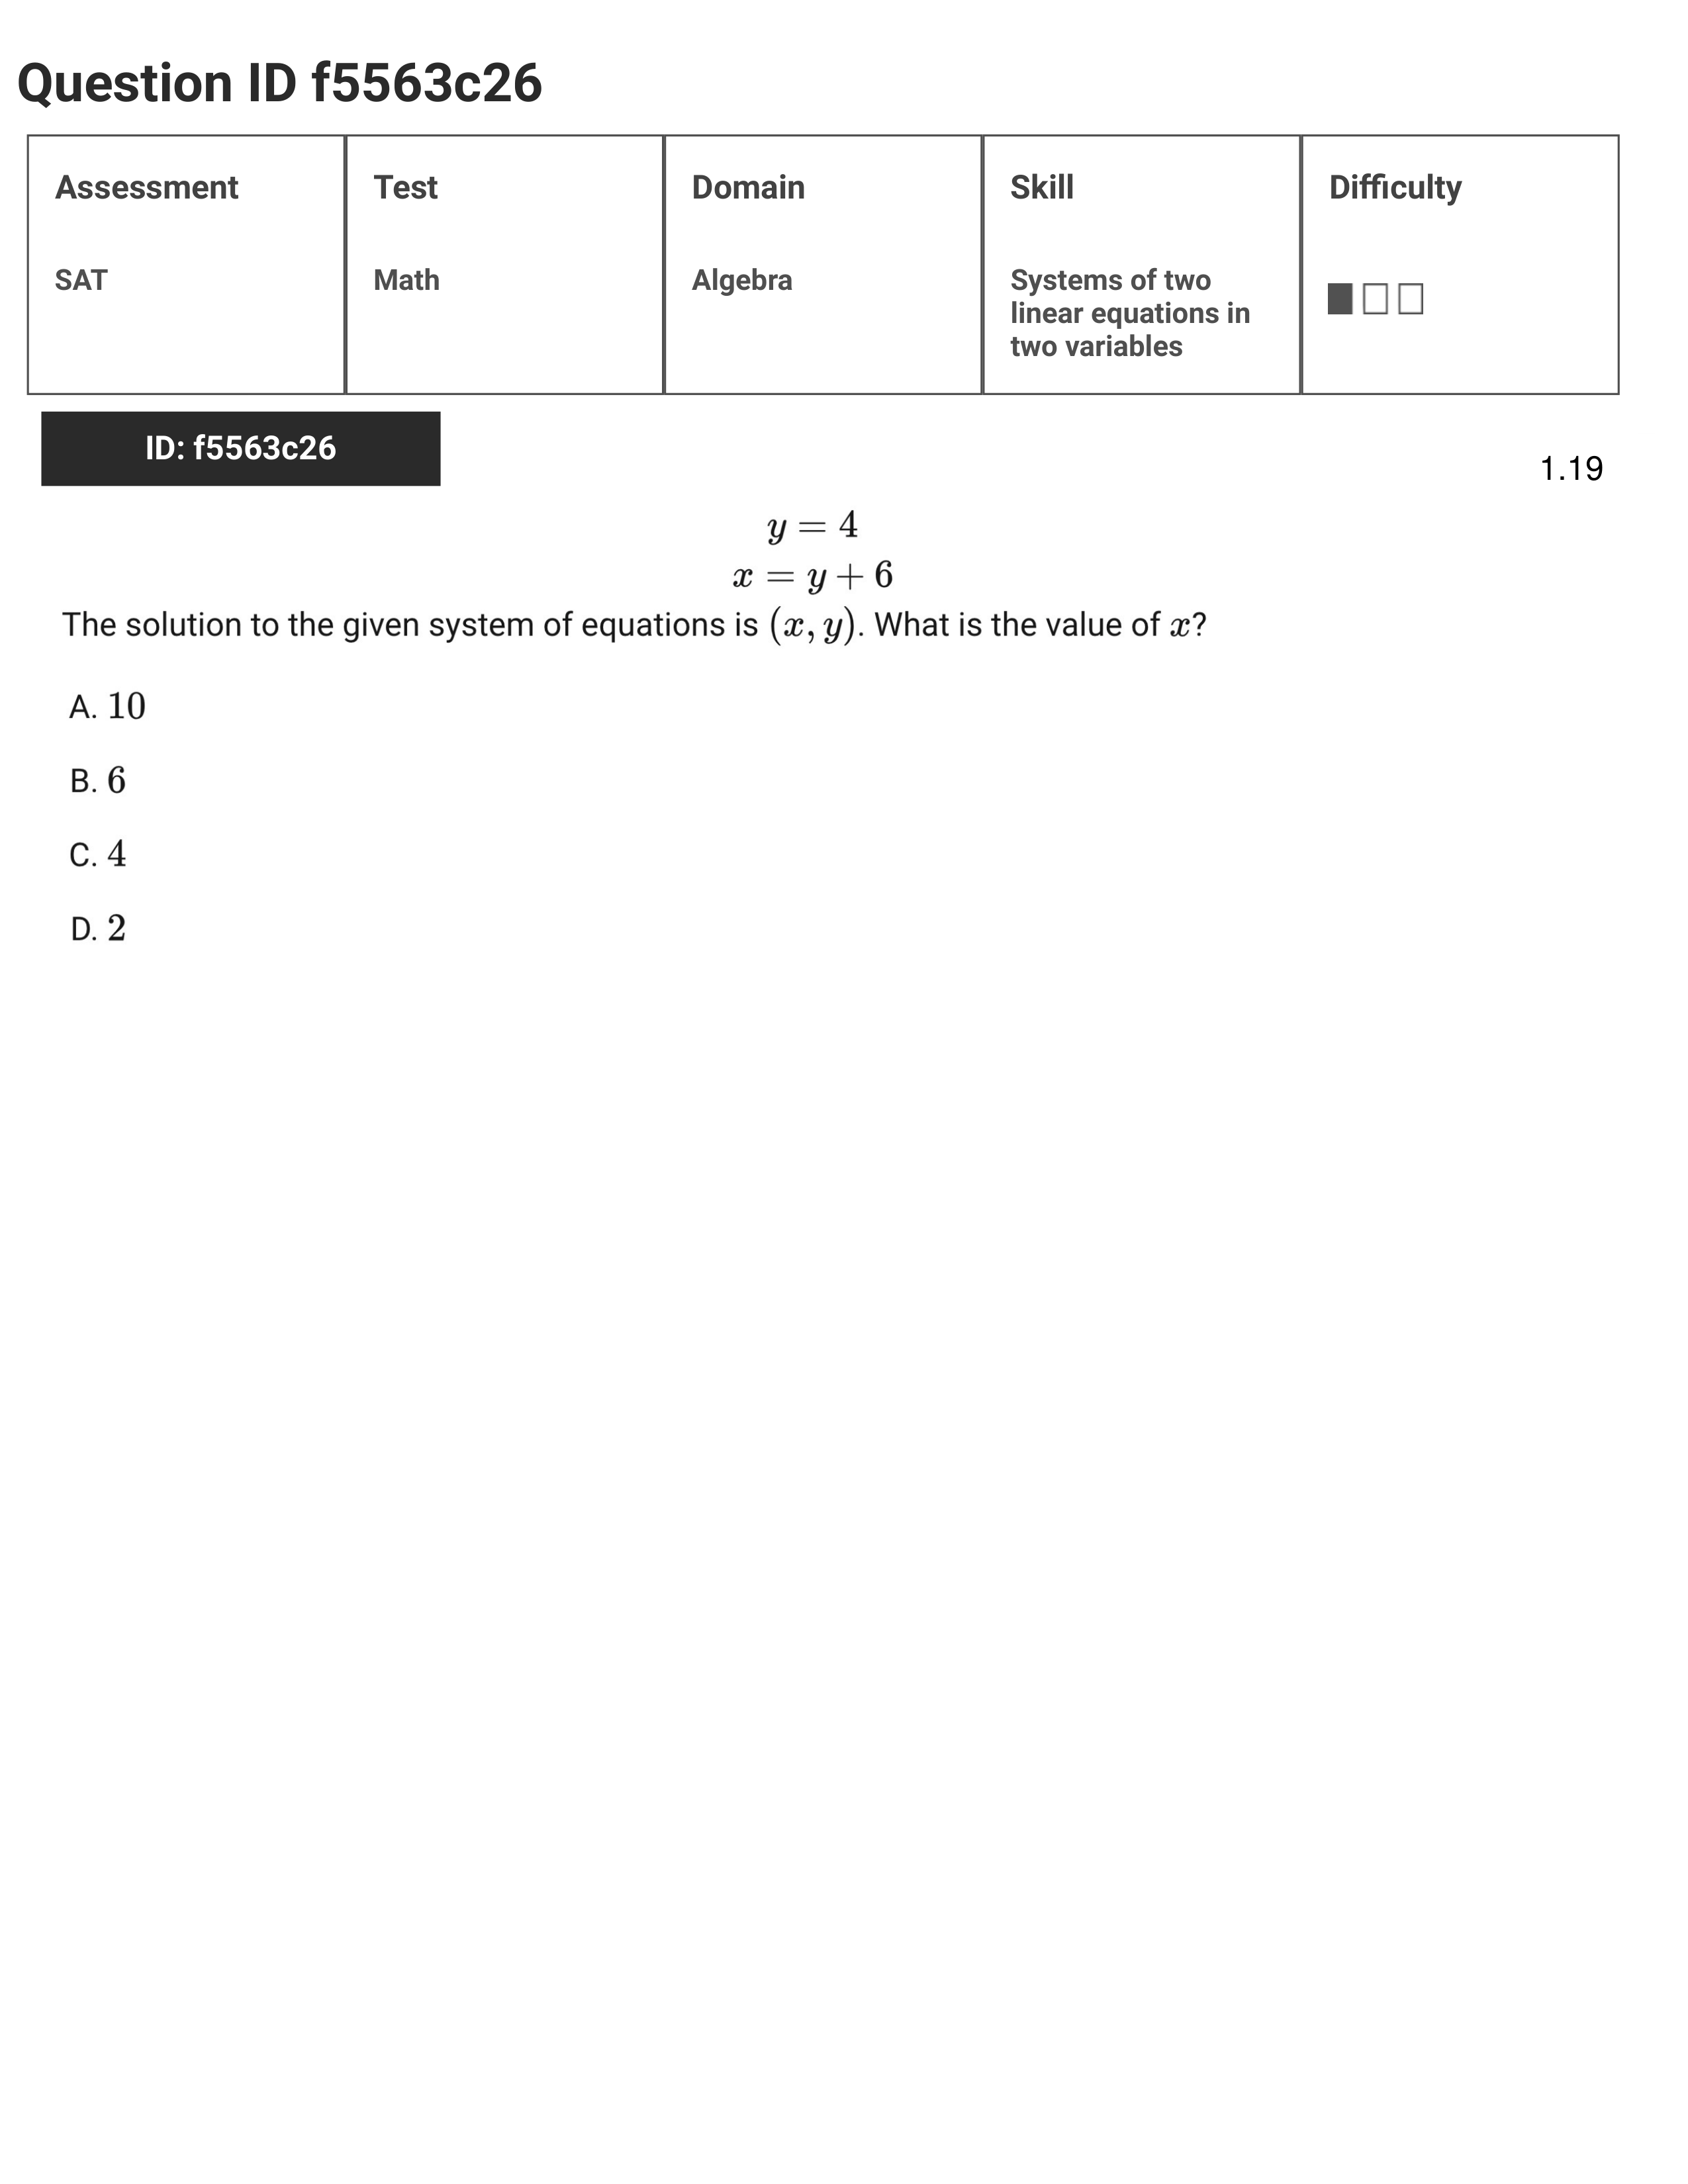 Question ID f5563c26
Assessment
Test
Domain
Skill
Difficulty
SAT
Math
Algebra
Systems of two
linear equations in
two variables
ID: f5563c26
1.19
y = 4
x = y + 6
The solution to the given system of equations is (x, y). What is the value of x?
A. 10
B. 6
C. 4
D. 2